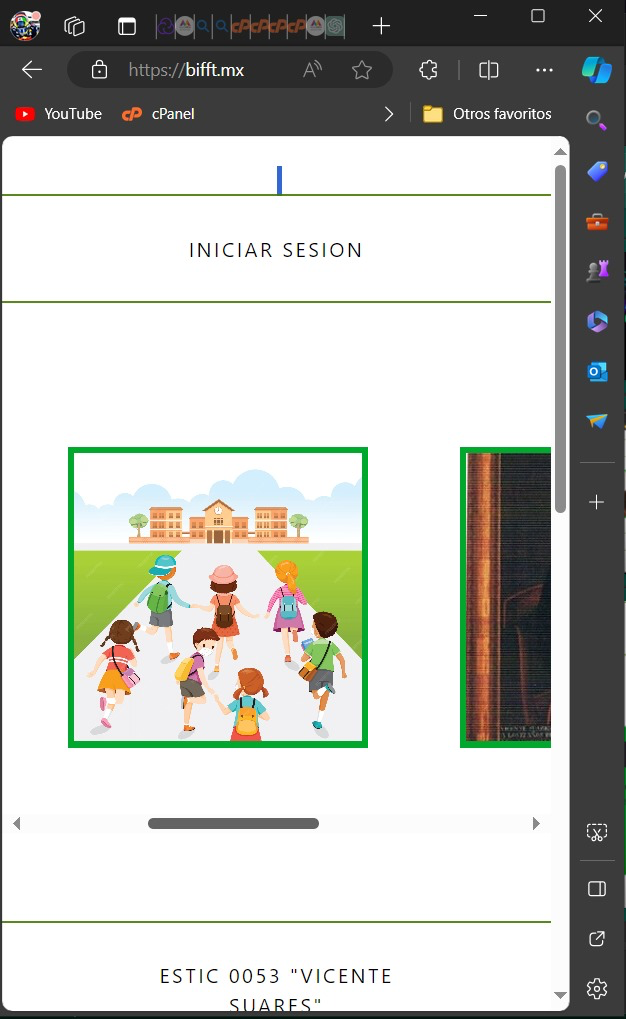 https://bifft.mx
YouTube
cPanel
Otros favoritos
INICIAR SESION
ESTIC 0053 "VICENTE
SUARES"